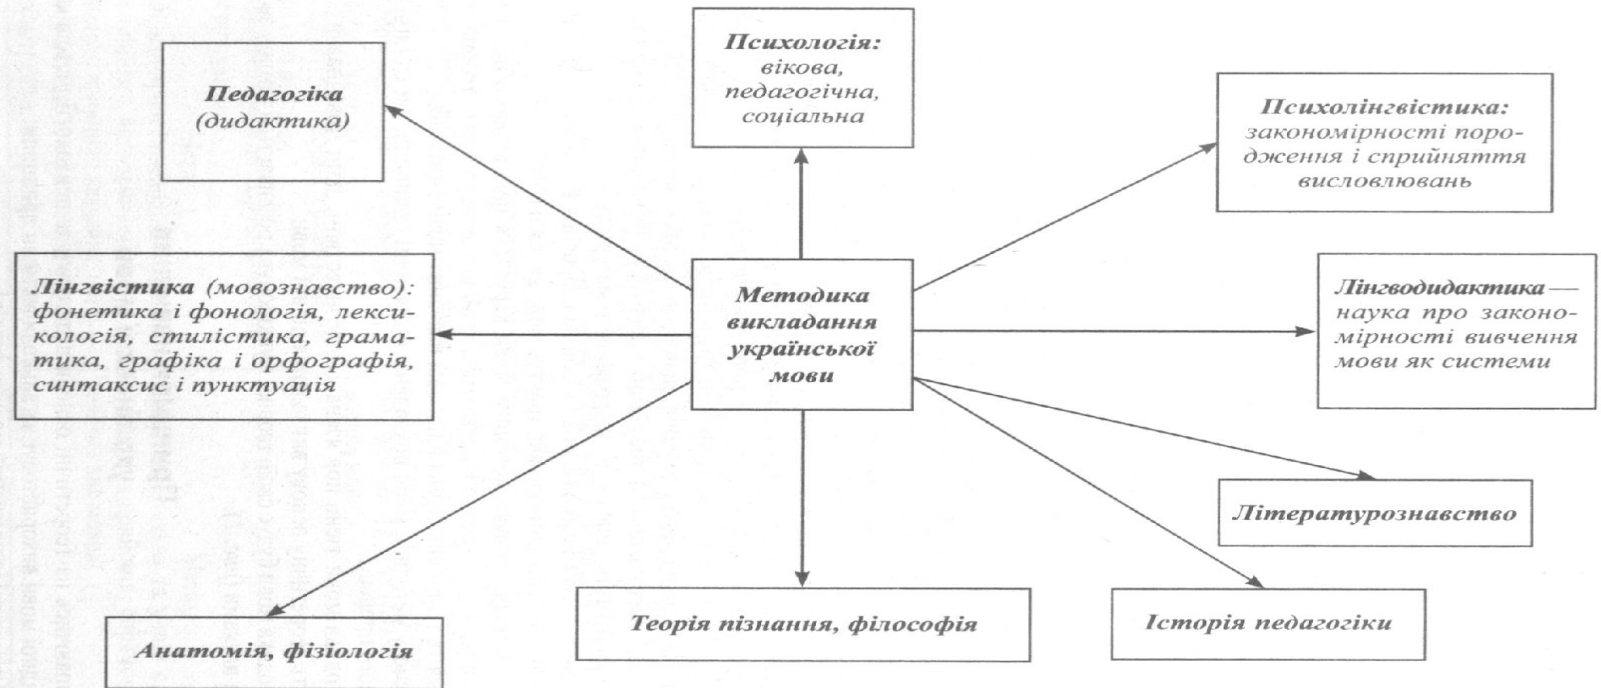 Психологія:
вікова,
педагогічна,
соціальна
Педагогіка
(дидактика)
Психолінгвістика:
закономірності поро-
дження і сприйняття
висловлювань
Лінгвістика (мовознавство):
фонетика і фонологія, лекси-
кологія, стилістика, грама-
тика, графіка і орфографія,
синтаксис і пунктуація
Методика
викладання
української
мови
Лінгводидактика —
наука про законо-
мірності вивчення
мови як системи
Літературознавство
Анатомія, фізіологія
Теорія пізнання, філософія
Історія педагогіки